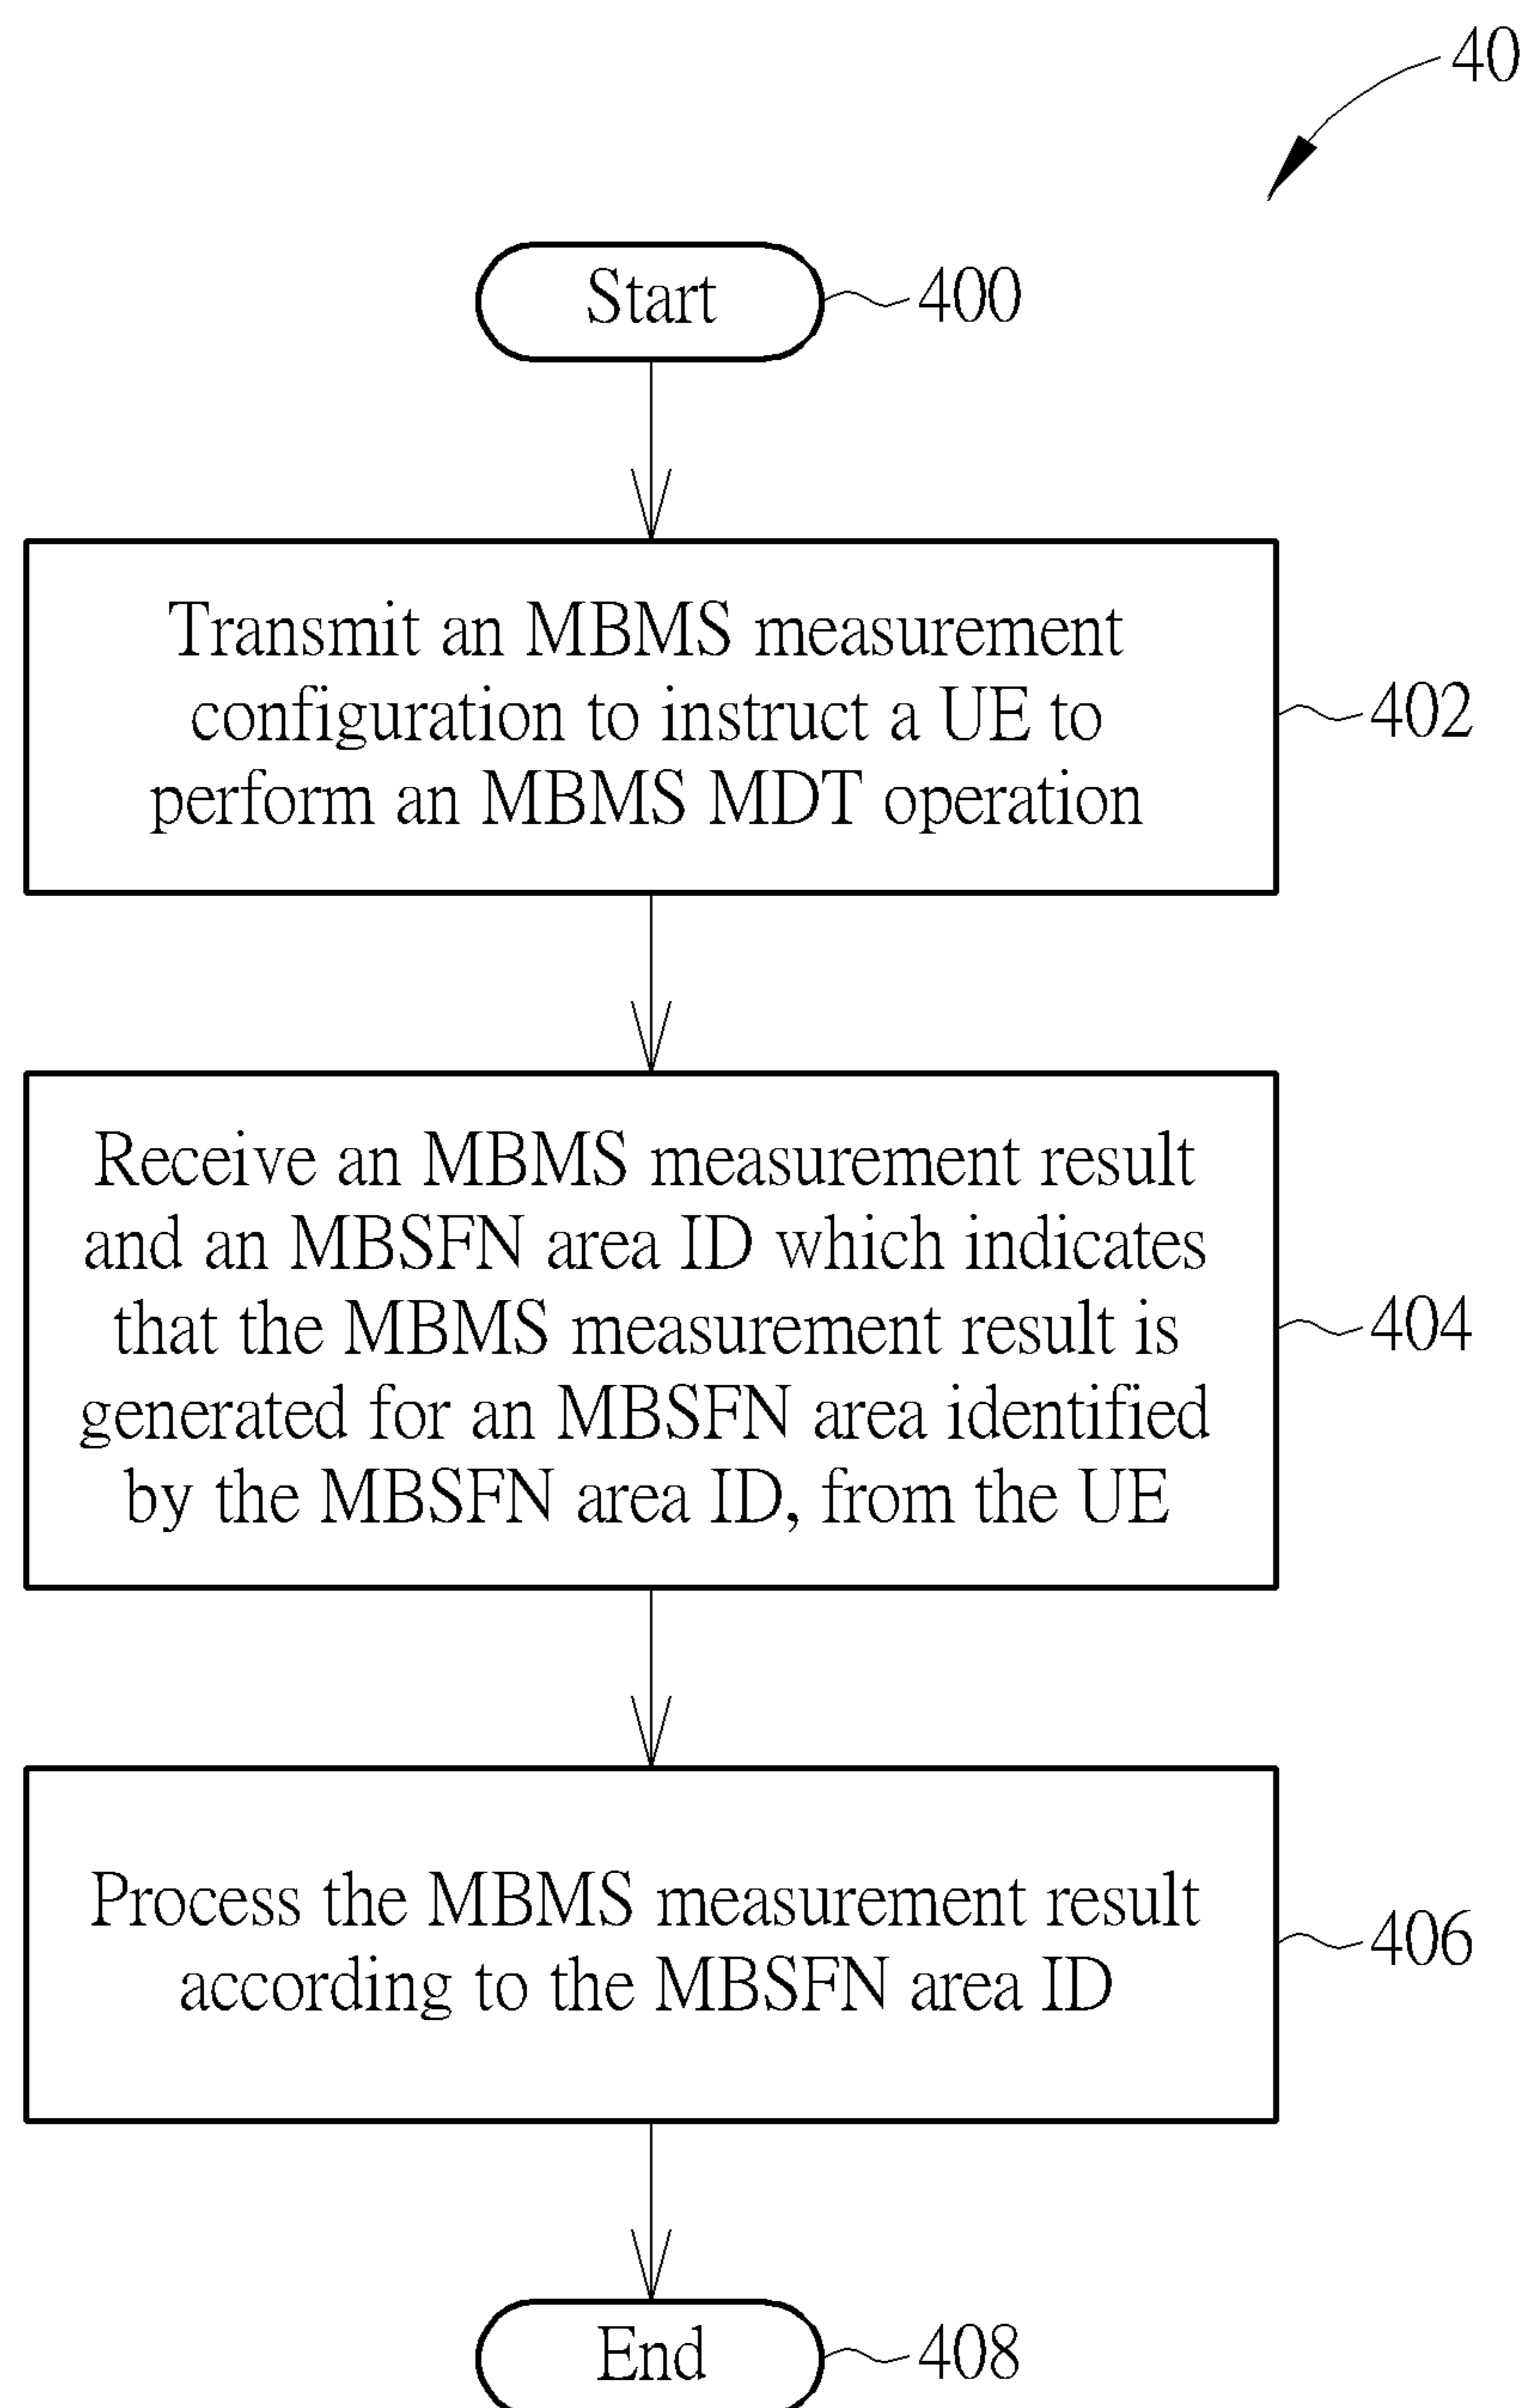 40
Start
400
Transmit an MBMS measurement
configuration to instruct a UE to
perform an MBMS MDT operation
402
Receive an MBMS measurement result
and an MBSFN area ID which indicates
that the MBMS measurement result is
generated for an MBSFN area identified
by the MBSFN area ID, from the UE
404
Process the MBMS measurement result
according to the MBSFN area ID
406
End
408